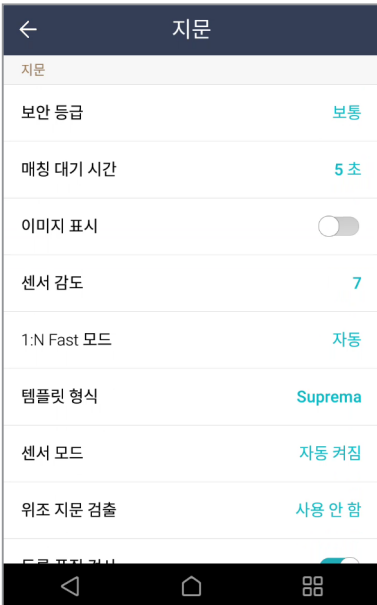 지문
지문
보안 등급 보통
매칭 대기 시간 5 초
이미지 표시
센서 감도 7
1:N Fast 모드 자동
템플릿 형식 Suprema
센서 모드 자동 켜짐
위조 지문 검출 사용 안 함